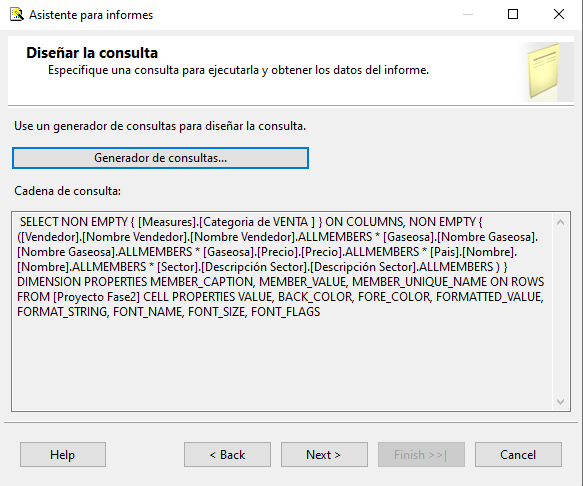 Asistente para informes
Diseñar la consulta
Especifique una consulta para ejecutarla y obtener los datos del informe.
Use un generador de consultas para diseñar la consulta.
Generador de consultas...
Cadena de consulta:
SELECT NON EMPTY { [Measures].[Categoria de VENTA ] } ON COLUMNS, NON EMPTY {
([Vendedor].[Nombre Vendedor].[Nombre Vendedor].ALLMEMBERS * [Gaseosa].[Nombre Gaseosa].
[Nombre Gaseosa].ALLMEMBERS * [Gaseosa].[Precio].[Precio].ALLMEMBERS * [Pais].[Nombre].
[Nombre].ALLMEMBERS * [Sector].[Descripción Sector].[Descripción Sector].ALLMEMBERS ) }
DIMENSION PROPERTIES MEMBER_CAPTION, MEMBER_VALUE, MEMBER_UNIQUE_NAME ON ROWS
FROM [Proyecto Fase2] CELL PROPERTIES VALUE, BACK_COLOR, FORE_COLOR, FORMATTED_VALUE,
FORMAT_STRING, FONT_NAME, FONT_SIZE, FONT_FLAGS
Help
< Back
Next >
Finish >>|
Cancel